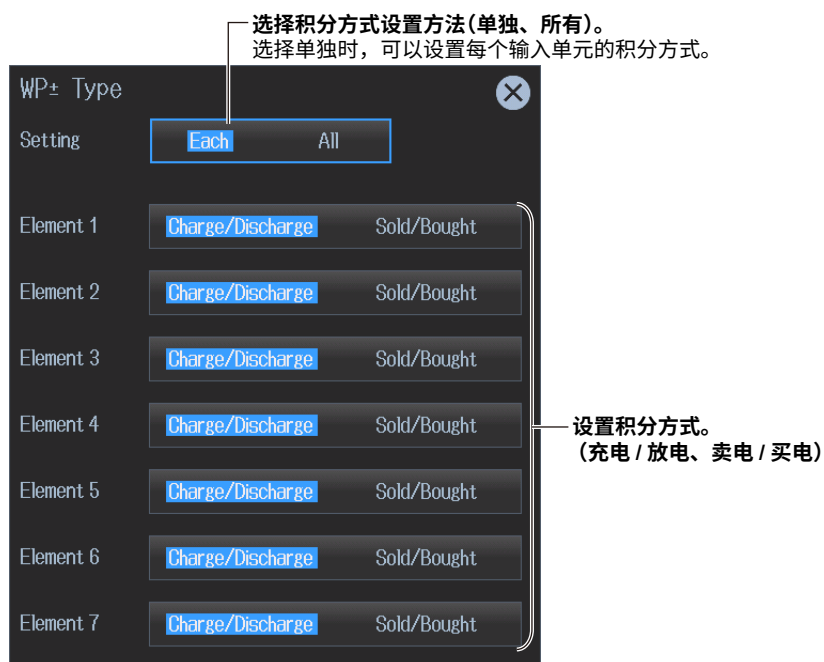 选择积分方式设置方法(单独、所有)。
选择单独时，可以设置每个输入单元的积分方式。
WP± Type
Setting Each All
Element 1 Charge/Discharge Sold/Bought
Element 2 Charge/Discharge Sold/Bought
Element 3 Charge/Discharge Sold/Bought
Element 4 Charge/Discharge Sold/Bought
设置积分方式。
(充电 / 放电、卖电 / 买电)
Element 5 Charge/Discharge Sold/Bought
Element 6 Charge/Discharge Sold/Bought
Element 7 Charge/Discharge Sold/Bought